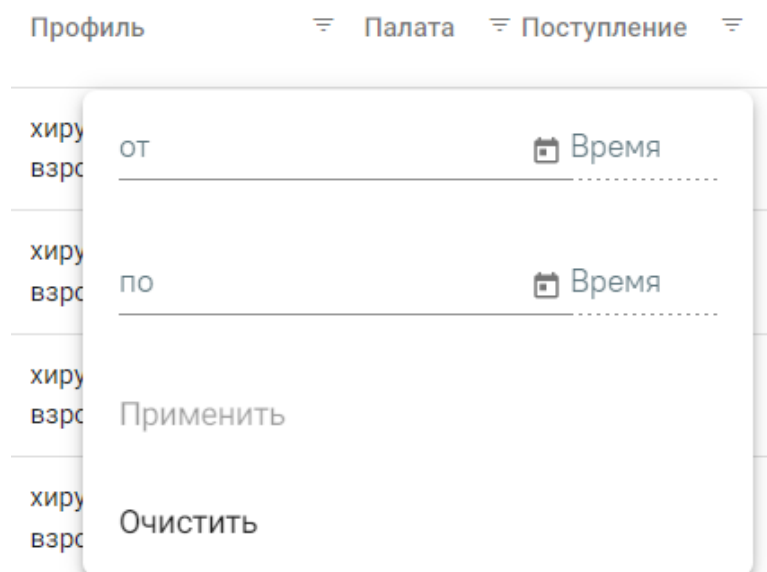 Профиль Палата Поступление
от Время
по Время
Применить
Очистить